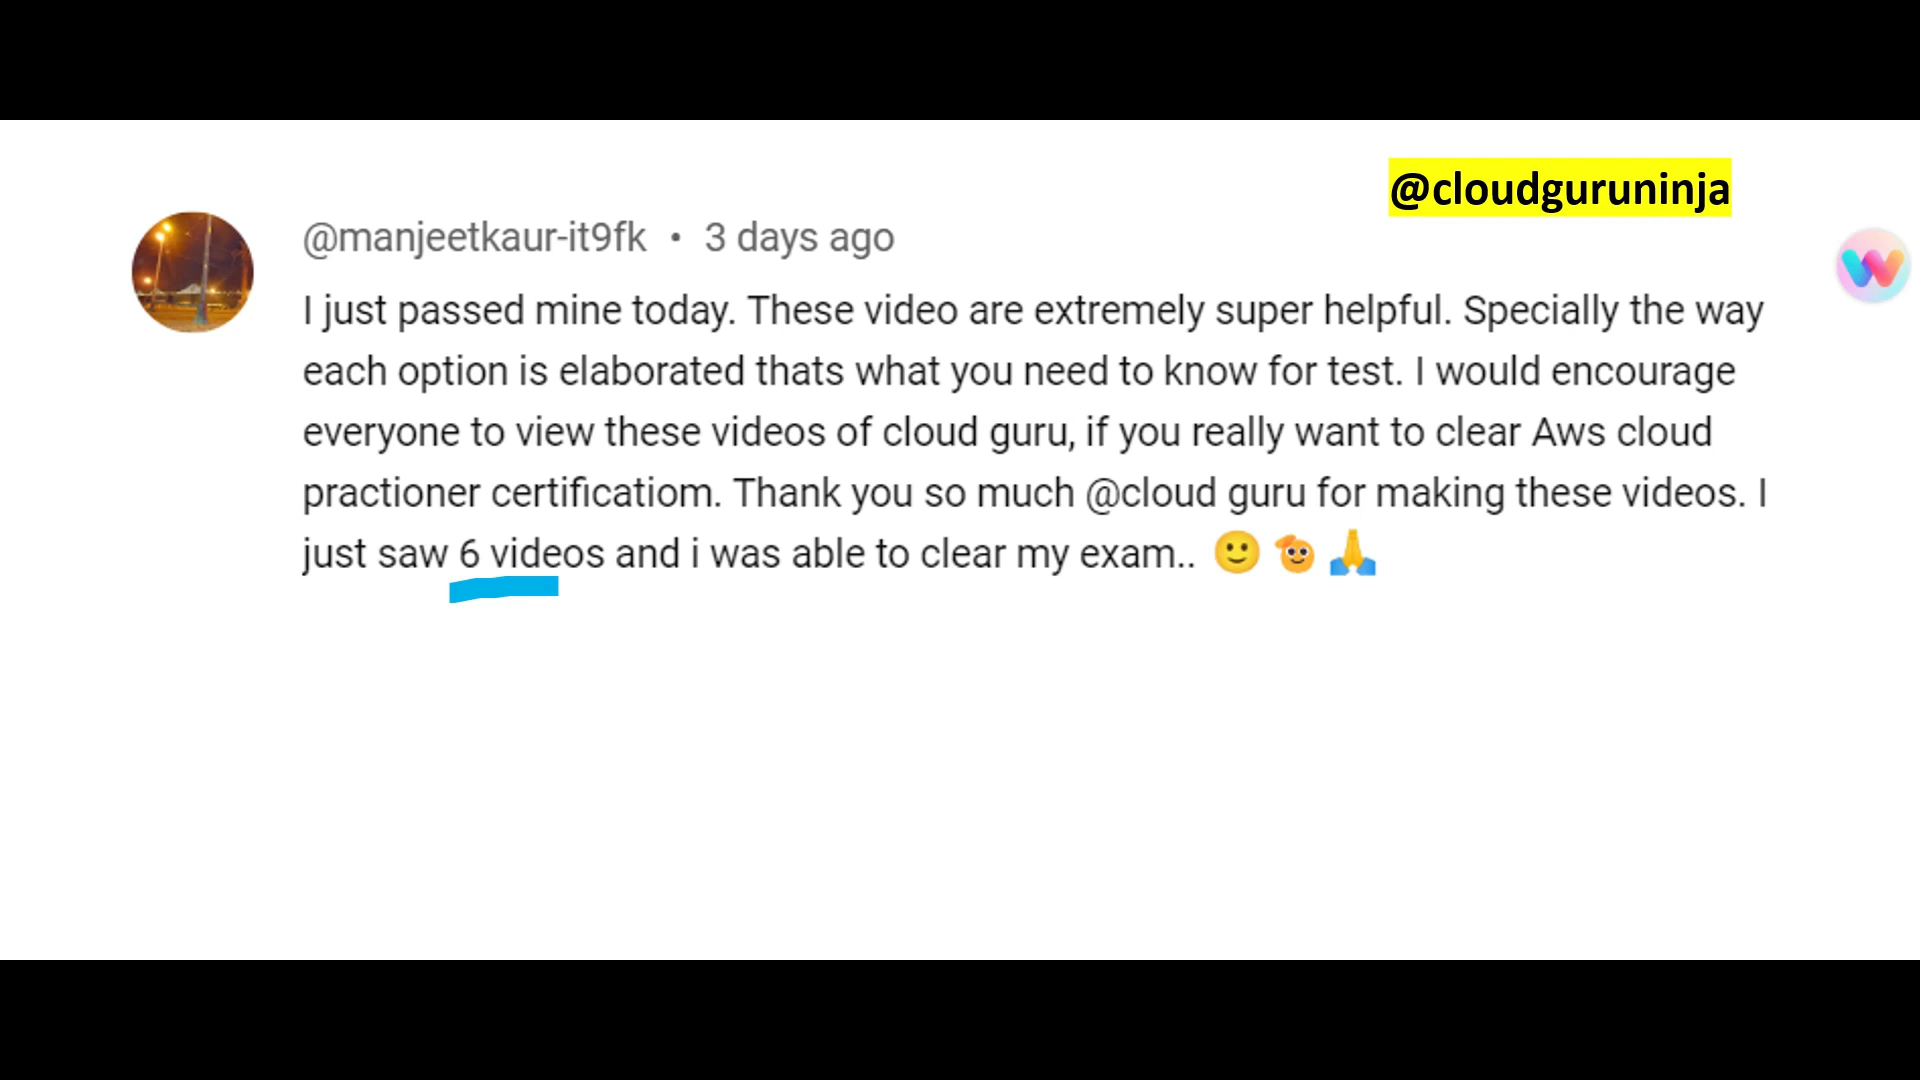 @cloudguruninja
@manjeetkaur-it9fk • 3 days ago
I just passed mine today. These video are extremely super helpful. Specially the way
each option is elaborated thats what you need to know for test. I would encourage
everyone to view these videos of cloud guru, if you really want to clear Aws cloud
practioner certificatiom. Thank you so much @cloud guru for making these videos. I
just saw 6 videos and i was able to clear my exam.. 🙂 🫡 🙏